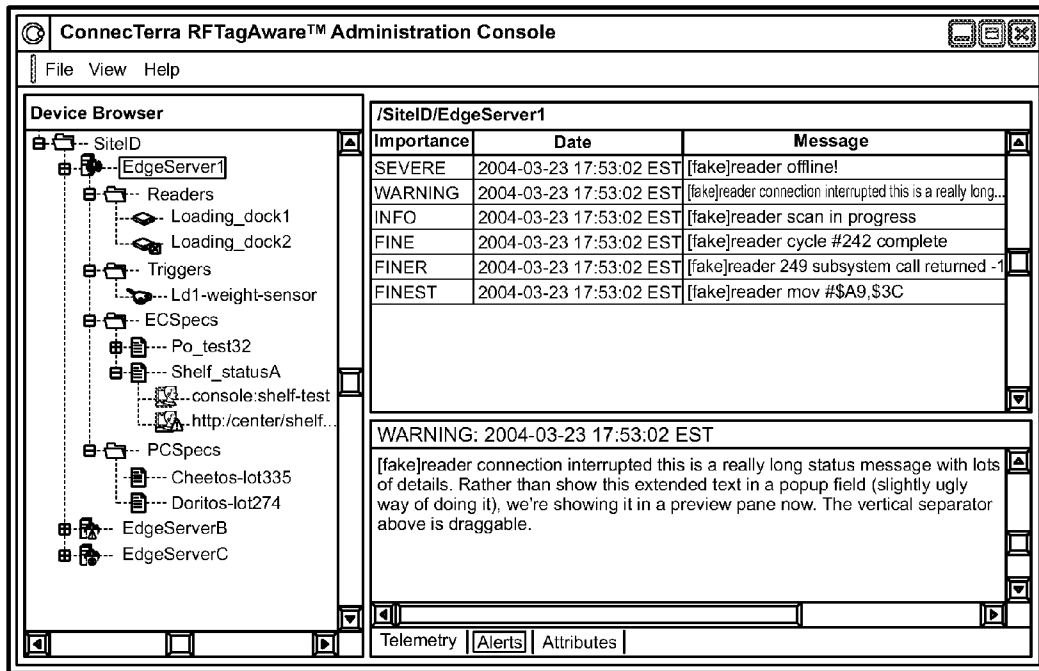 ConnecTerra RFTagAware™ Administration Console
File View Help
Device Browser
SiteID
EdgeServer1
Readers
Loading_dock1
Loading_dock2
Triggers
Ld1-weight-sensor
ECSpecs
Po_test32
Shelf_statusA
console:shelf-test
http:/center/shelf...
PCSpecs
Cheetos-lot335
Doritos-lot274
EdgeServerB
EdgeServerC
/SiteID/EdgeServer1
Importance Date Message
SEVERE 2004-03-23 17:53:02 EST [fake]reader offline!
WARNING 2004-03-23 17:53:02 EST [fake]reader connection interrupted this is a really long...
INFO 2004-03-23 17:53:02 EST [fake]reader scan in progress
FINE 2004-03-23 17:53:02 EST [fake]reader cycle #242 complete
FINER 2004-03-23 17:53:02 EST [fake]reader 249 subsystem call returned -1
FINEST 2004-03-23 17:53:02 EST [fake]reader mov #$A9,$3C
WARNING: 2004-03-23 17:53:02 EST
[fake]reader connection interrupted this is a really long status message with lots
of details. Rather than show this extended text in a popup field (slightly ugly
way of doing it), we're showing it in a preview pane now. The vertical separator
above is draggable.
Telemetry Alerts Attributes